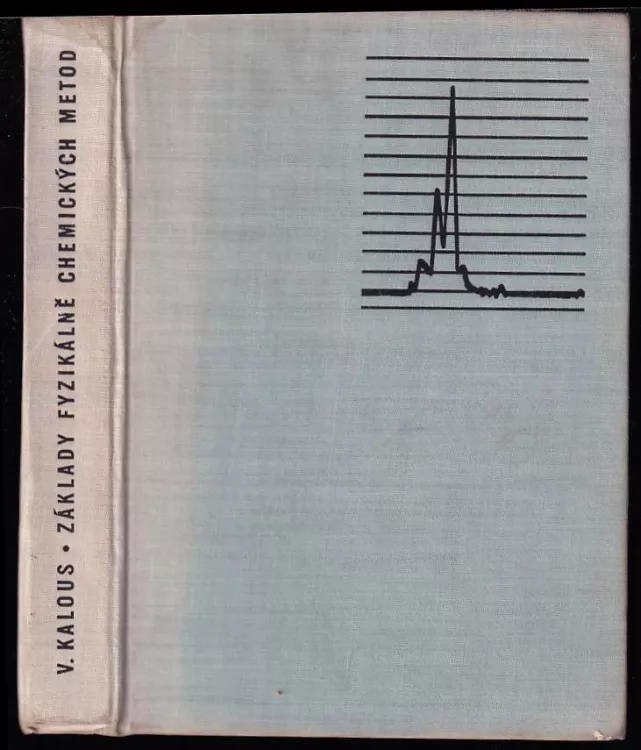 V. KALOUS • ZÁKLADY FYZIKÁLNĚ CHEMICKÝCH METOD